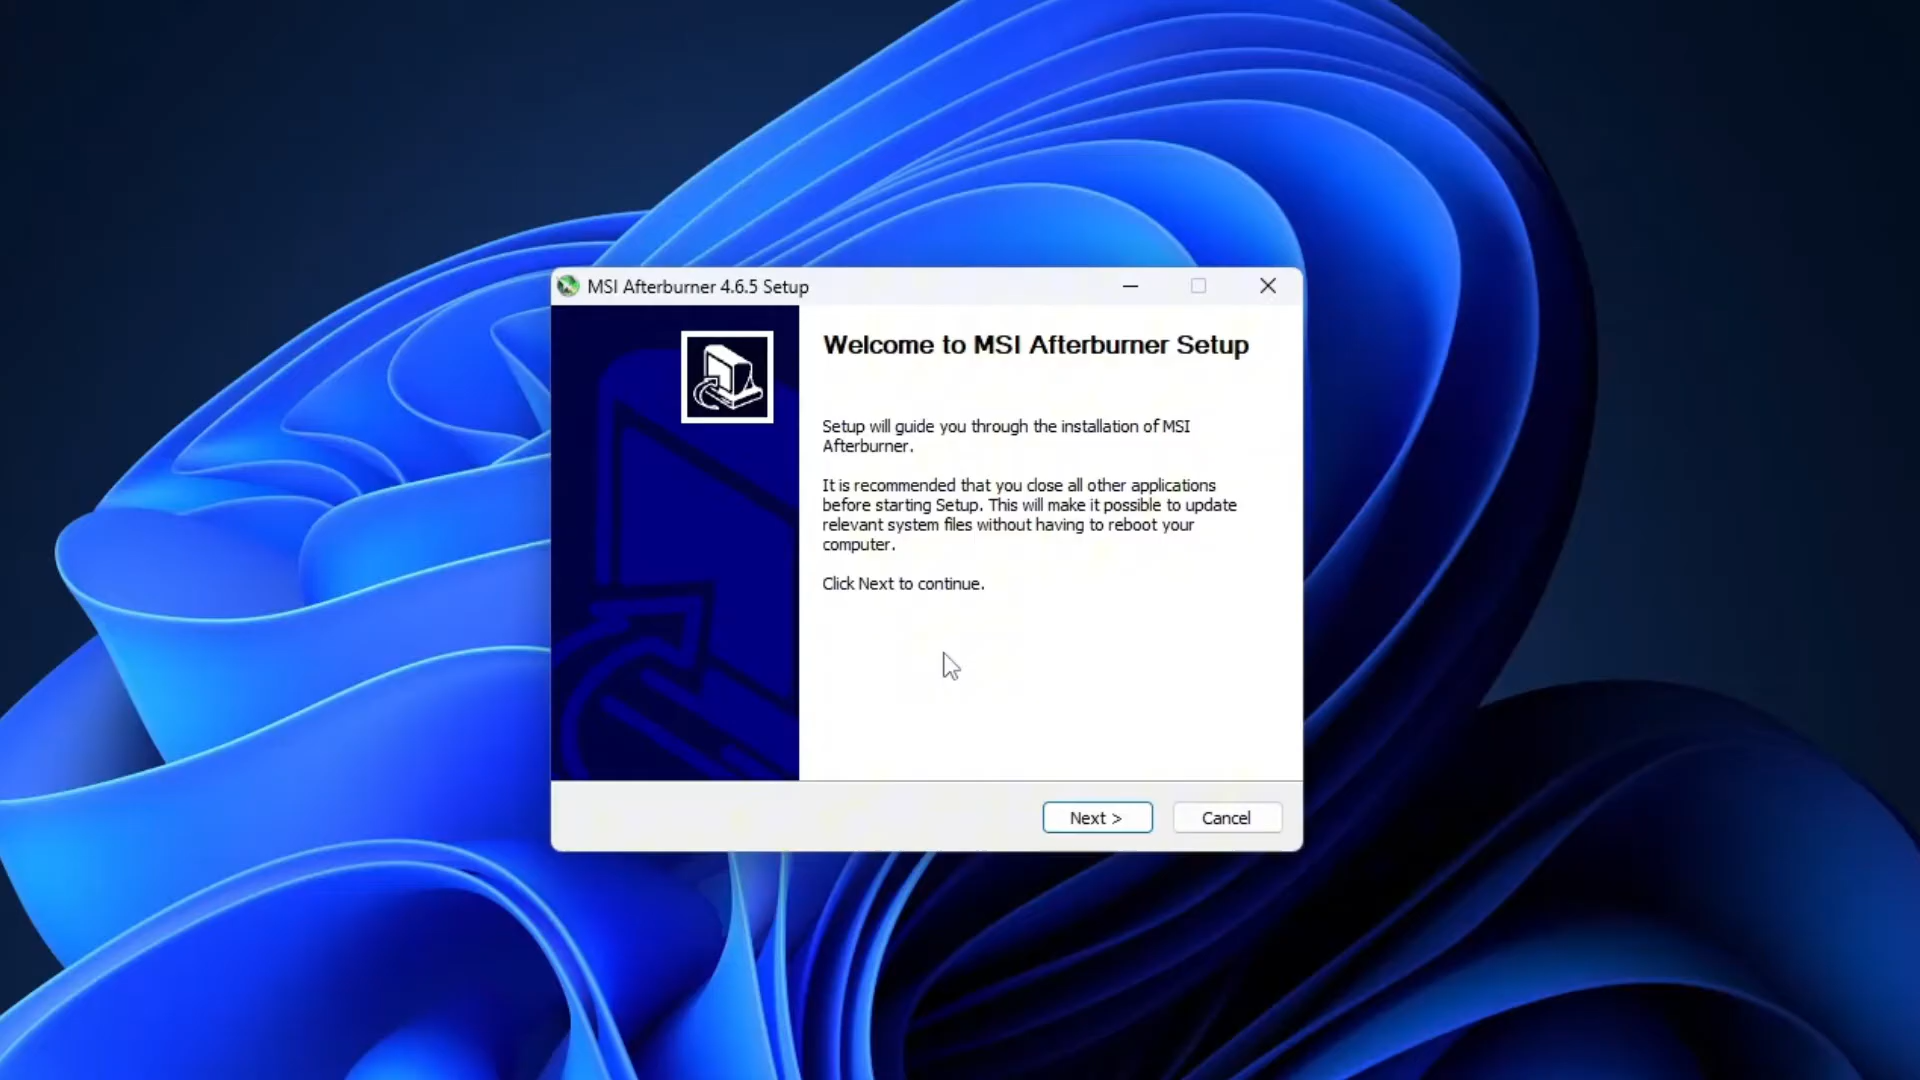 MSI Afterburner 4.6.5 Setup
Welcome to MSI Afterburner Setup
Setup will guide you through the installation of MSI
Afterburner.
It is recommended that you close all other applications
before starting Setup. This will make it possible to update
relevant system files without having to reboot your
computer.
Click Next to continue.
Next >
Cancel